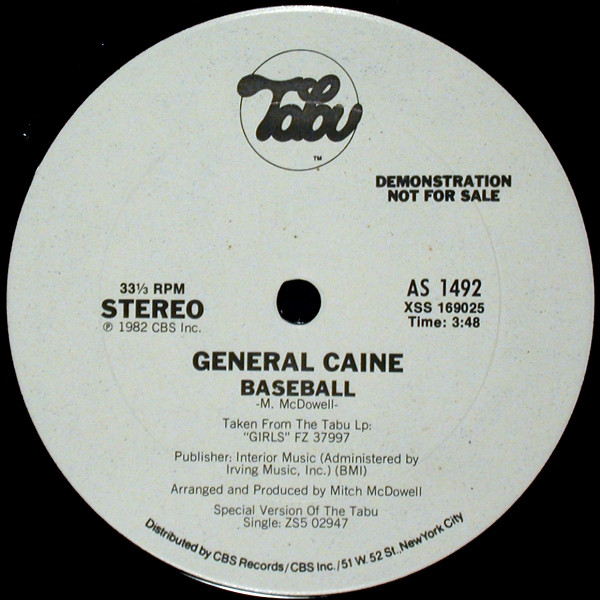 Tabu
™
DEMONSTRATION
NOT FOR SALE
33⅓ RPM
STEREO
℗ 1982 CBS Inc.
AS 1492
XSS 169025
Time: 3:48
GENERAL CAINE
BASEBALL
-M. McDowell-
Taken From The Tabu Lp:
"GIRLS" FZ 37997
Publisher: Interior Music (Administered by
Irving Music, Inc.) (BMI)
Arranged and Produced by Mitch McDowell
Special Version Of The Tabu
Single: ZS5 02947
Distributed by CBS Records/CBS Inc./51 W. 52 St., New York City